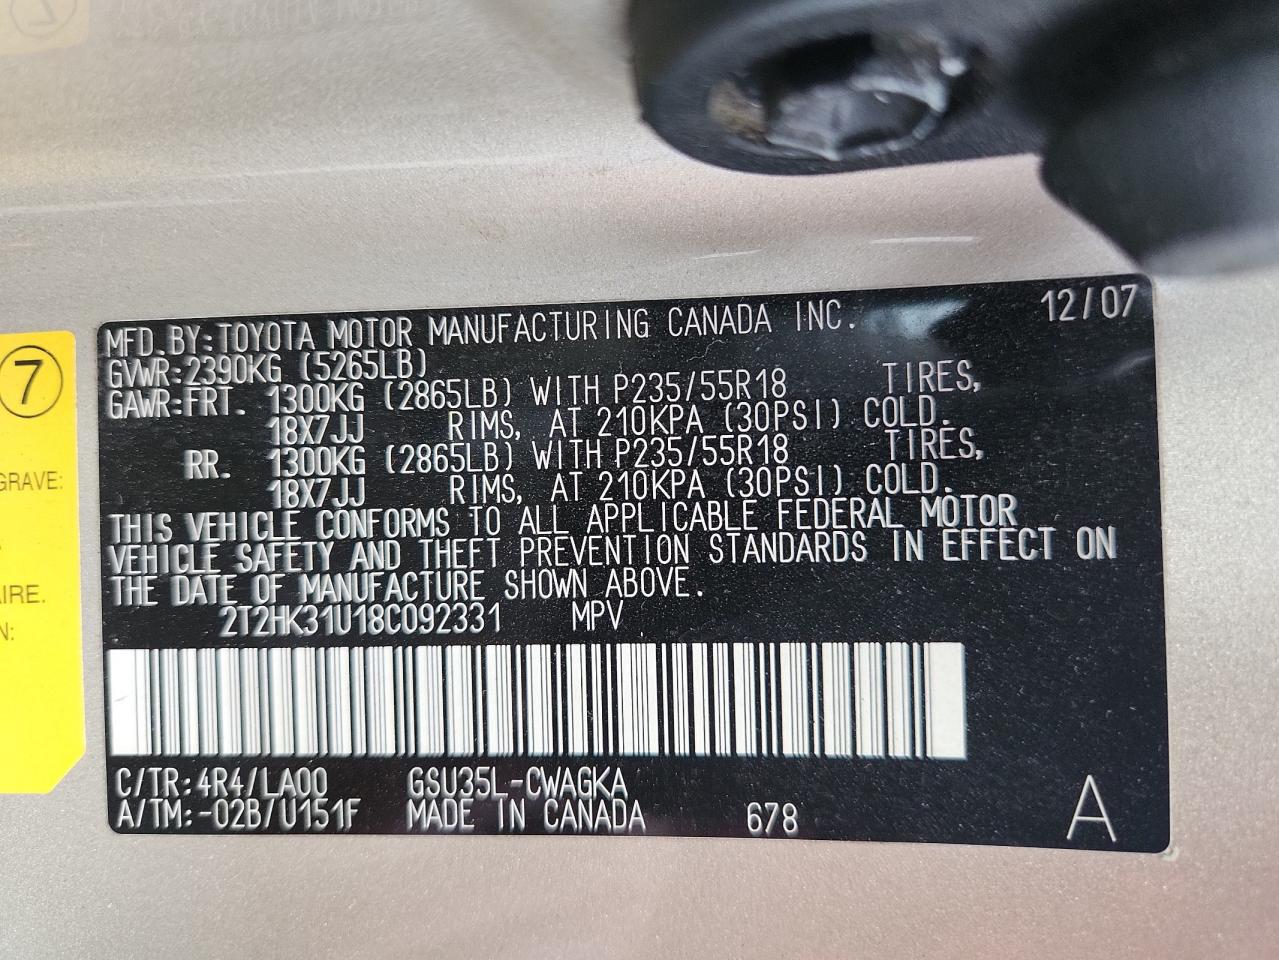 MFD. BY: TOYOTA MOTOR MANUFACTURING CANADA INC. 12/07
GVWR: 2390KG (5265LB)
GAWR: FRT. 1300KG (2865LB) WITH P235/55R18 TIRES,
18X7JJ RIMS, AT 210KPA (30PSI) COLD.
RR. 1300KG (2865LB) WITH P235/55R18 TIRES,
18X7JJ RIMS, AT 210KPA (30PSI) COLD.
THIS VEHICLE CONFORMS TO ALL APPLICABLE FEDERAL MOTOR
VEHICLE SAFETY AND THEFT PREVENTION STANDARDS IN EFFECT ON
THE DATE OF MANUFACTURE SHOWN ABOVE.
2T2HK31U18C092331 MPV
C/TR: 4R4/LA00 GSU35L-CWAGKA
A/TM: -02B/U151F MADE IN CANADA 678 A
7
GRAVE:
AIRE.
N: